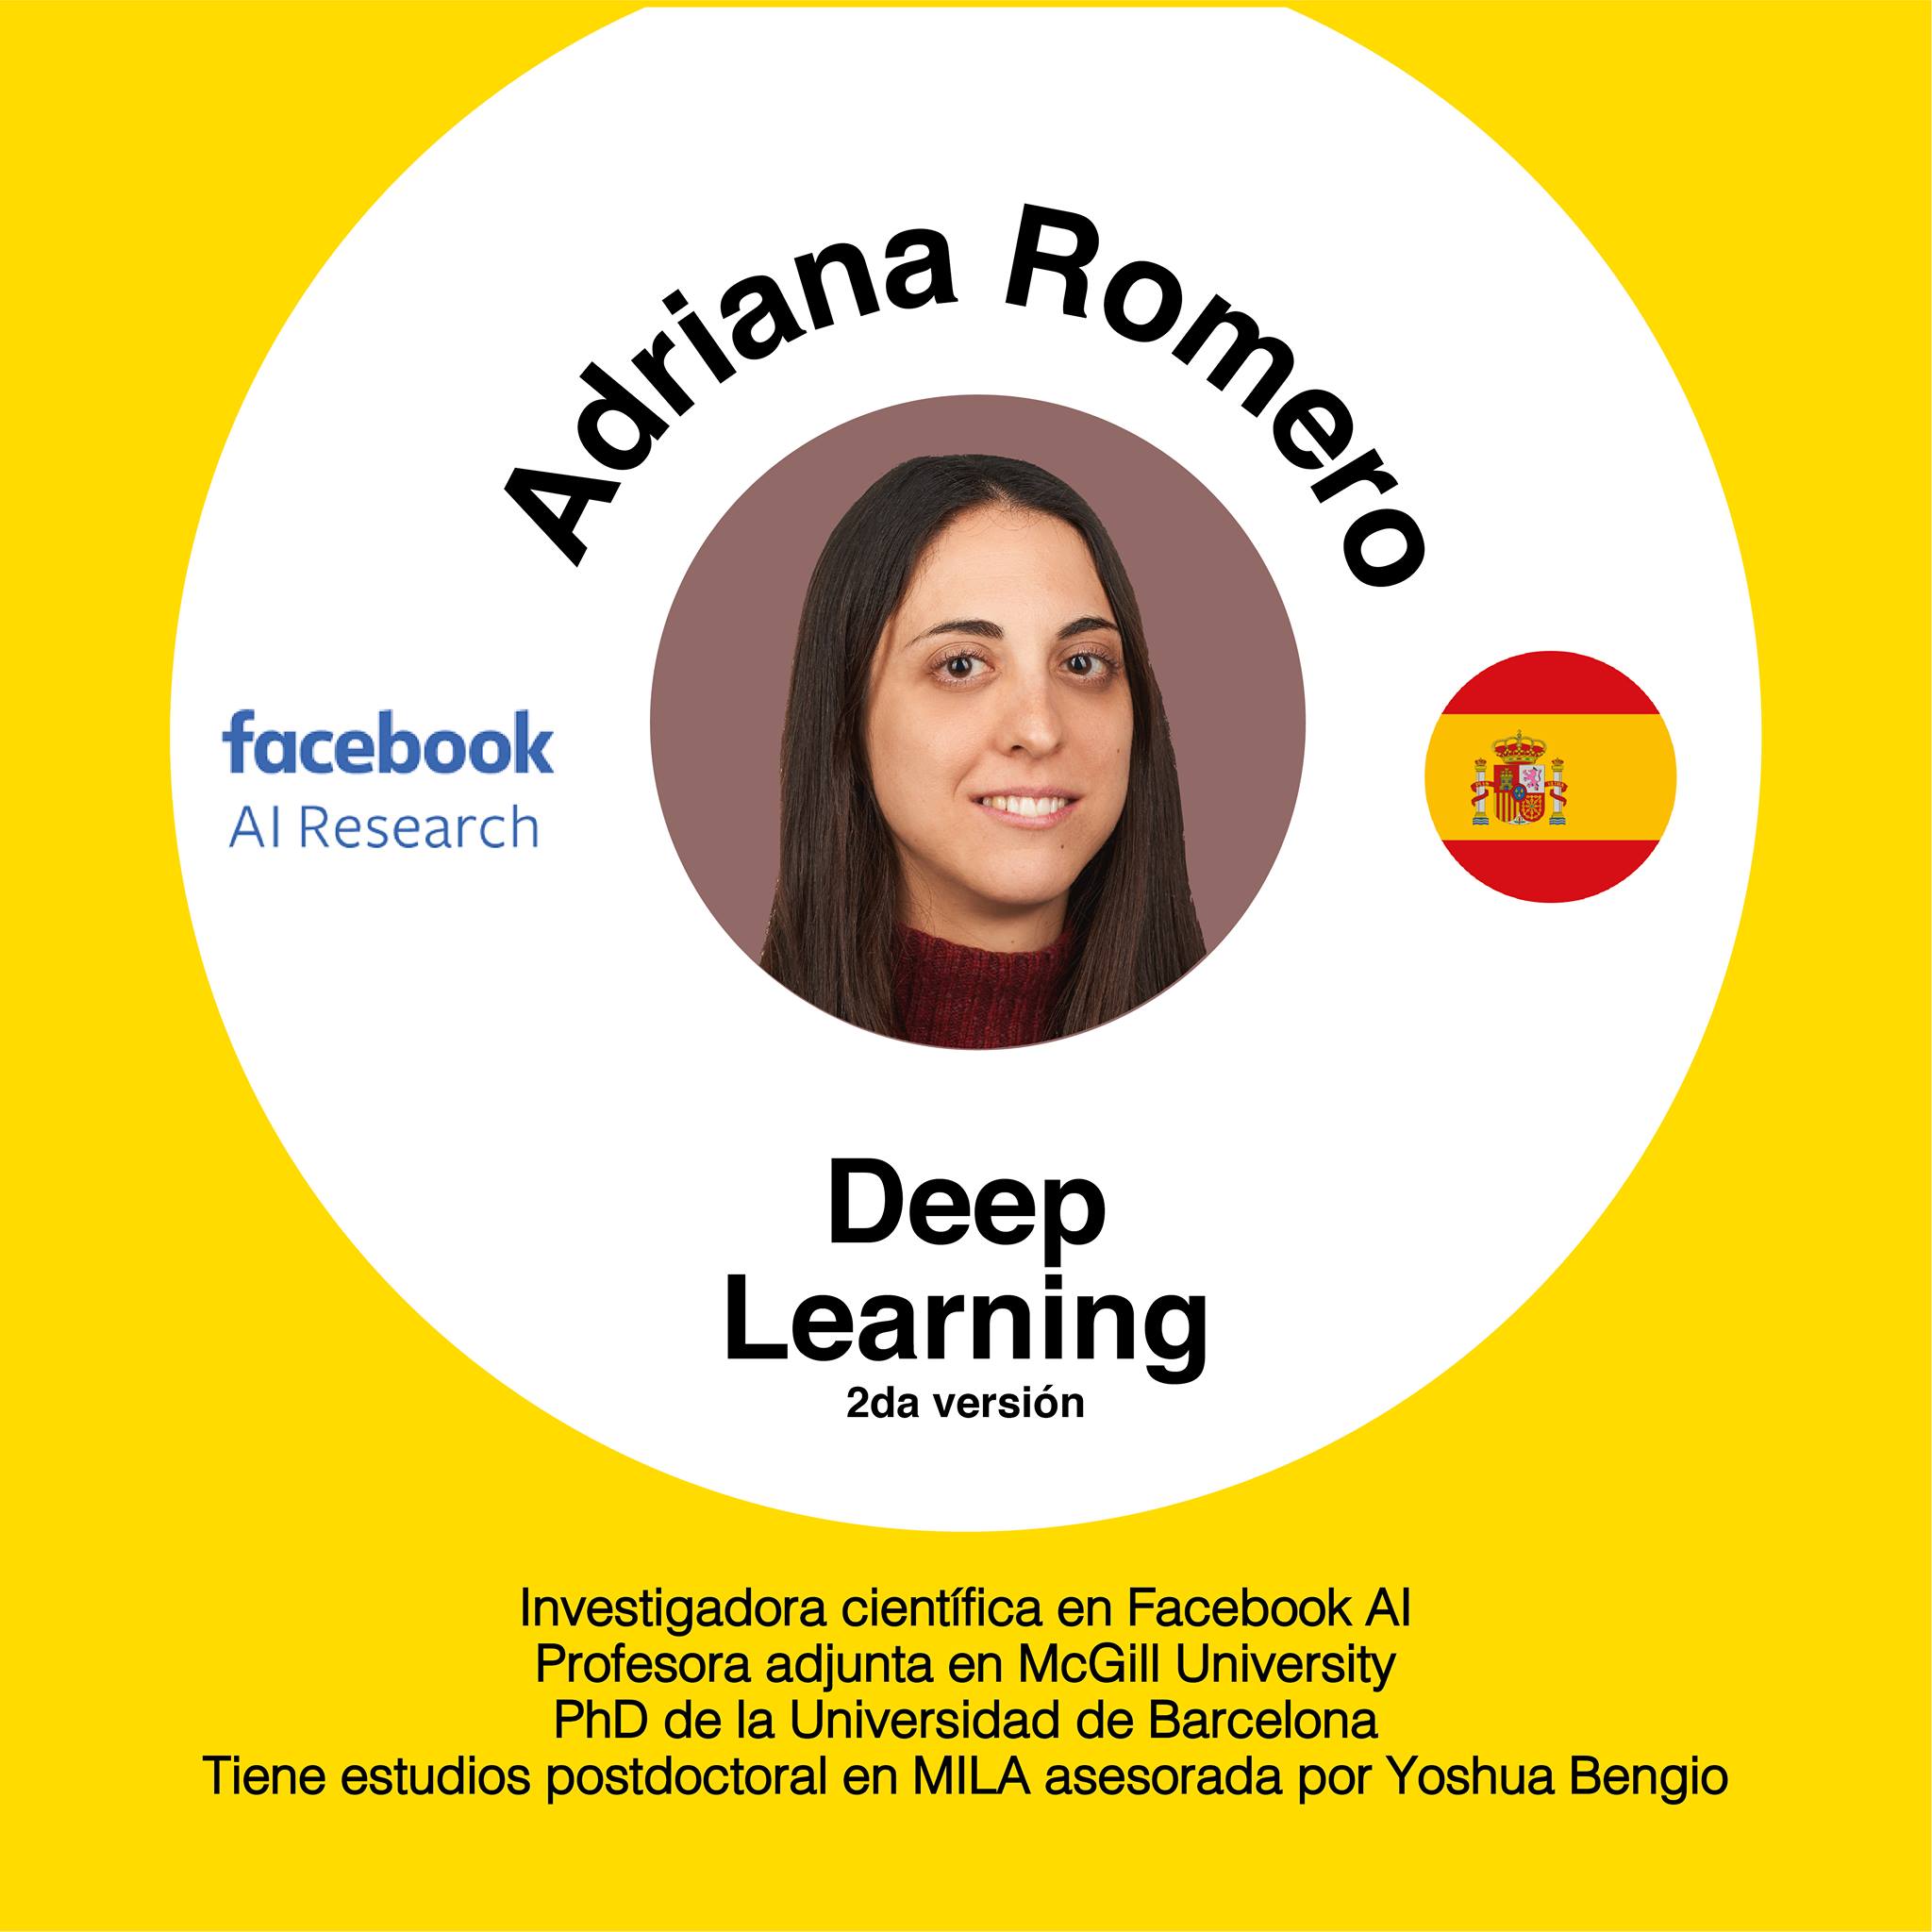 Adriana Romero
facebook
AI Research
Deep
Learning
2da versión
Investigadora científica en Facebook AI
Profesora adjunta en McGill University
PhD de la Universidad de Barcelona
Tiene estudios postdoctoral en MILA asesorada por Yoshua Bengio